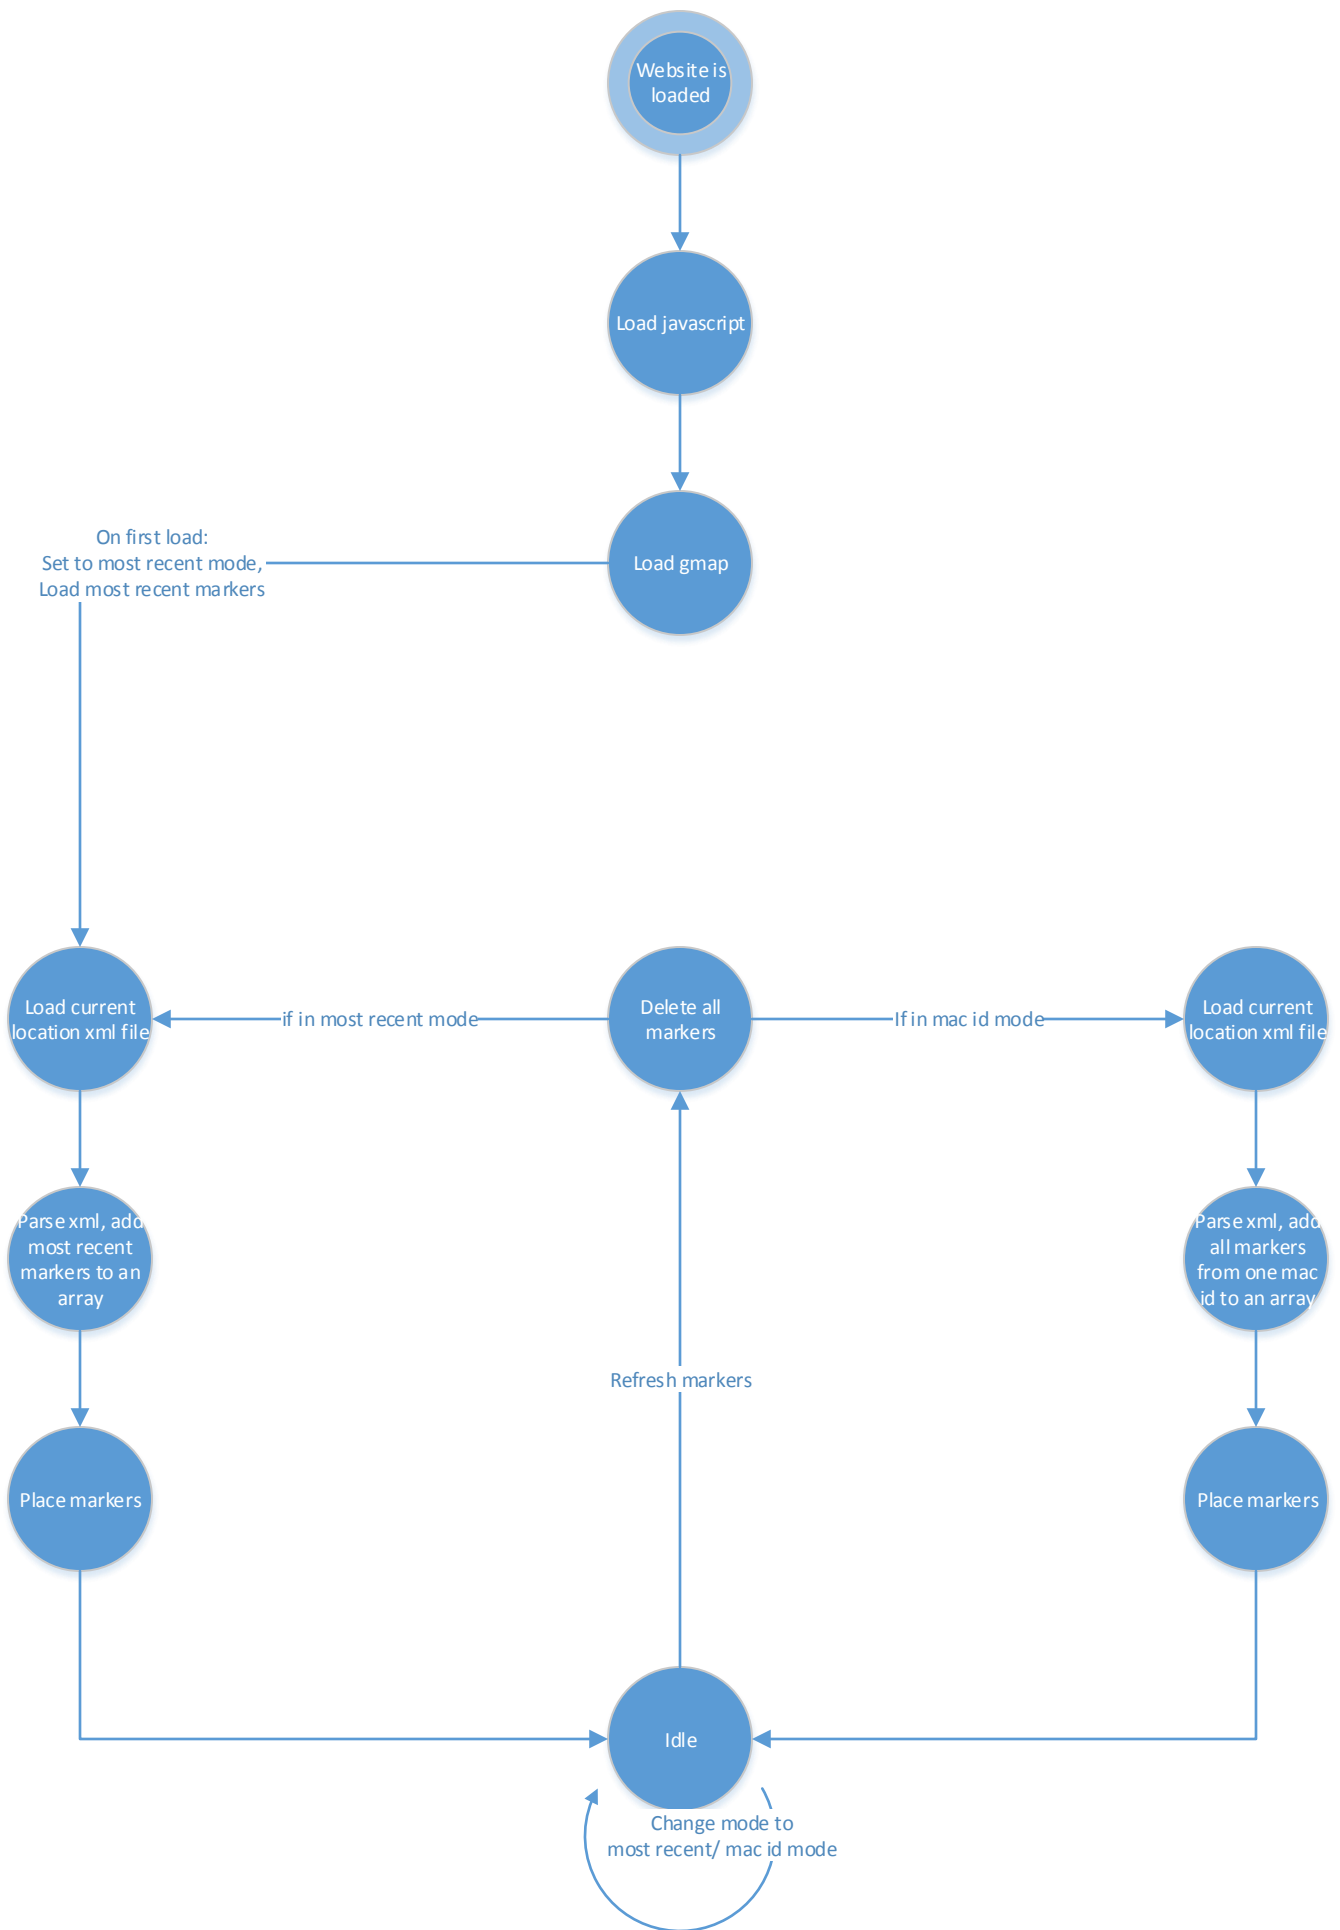 Website is
loaded
Load javascript
On first load:
Set to most recent mode,
Load most recent markers
Load gmap
Load current
location xml file
if in most recent mode
Delete all
markers
If in mac id mode
Load current
location xml file
Parse xml, add
most recent
markers to an
array
Parse xml, add
all markers
from one mac
id to an array
Refresh markers
Place markers
Place markers
Idle
Change mode to
most recent/ mac id mode